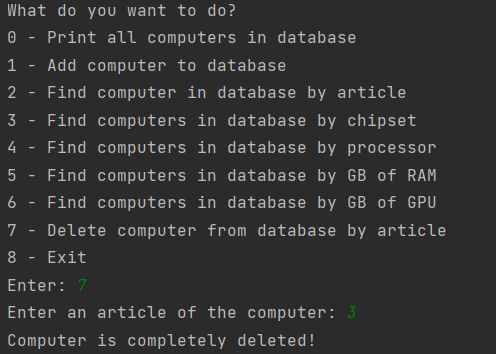 What do you want to do?
0 - Print all computers in database
1 - Add computer to database
2 - Find computer in database by article
3 - Find computers in database by chipset
4 - Find computers in database by processor
5 - Find computers in database by GB of RAM
6 - Find computers in database by GB of GPU
7 - Delete computer from database by article
8 - Exit
Enter: 7
Enter an article of the computer: 3
Computer is completely deleted!